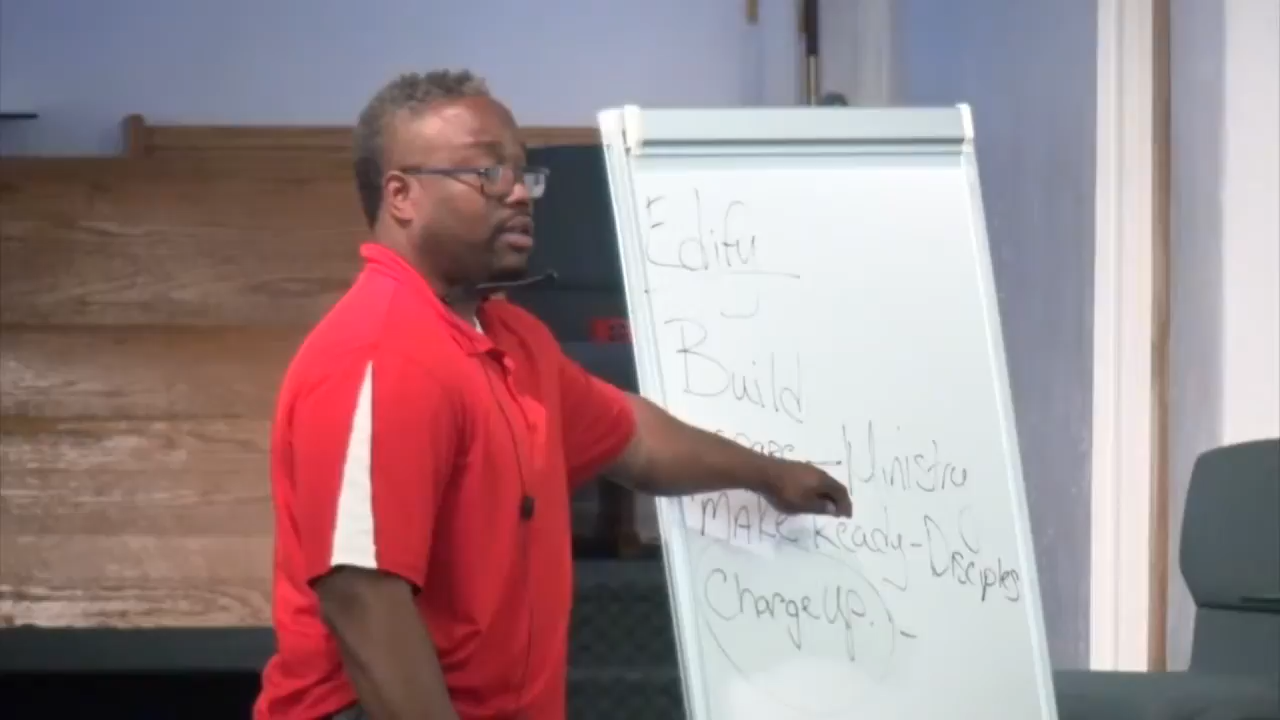 Edify
Build
Ministry
Make Ready-Disciples
Charge Up.